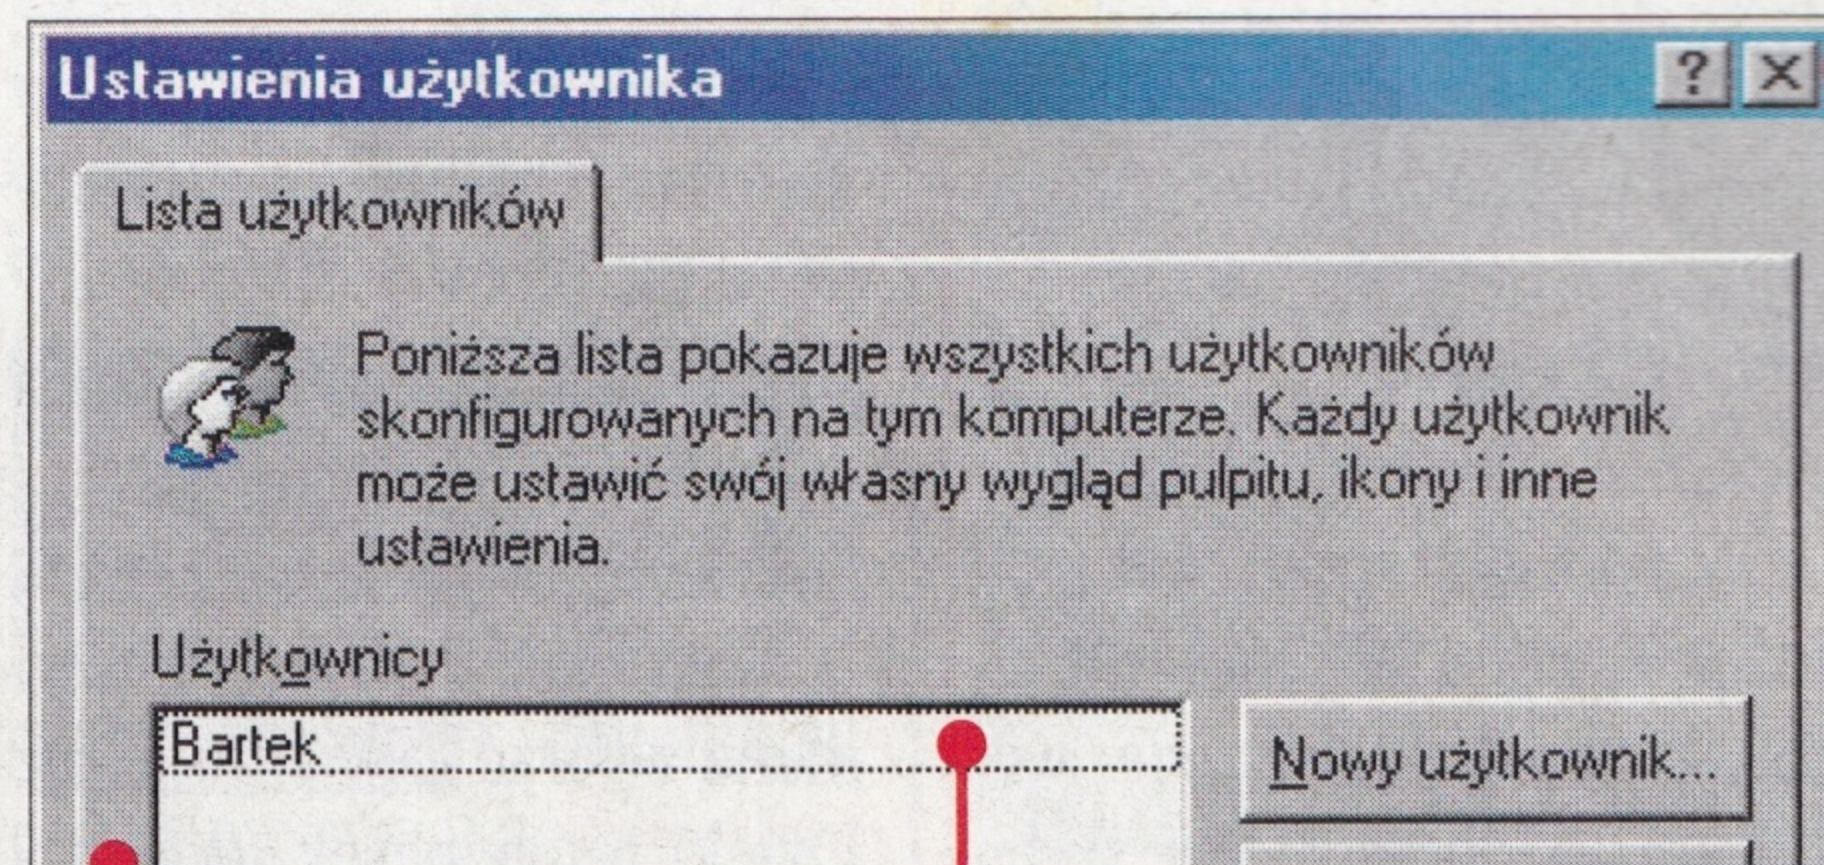 Ustawienia użytkownika
Lista użytkowników
Poniższa lista pokazuje wszystkich użytkowników
skonfigurowanych na tym komputerze. Każdy użytkownik
może ustawić swój własny wygląd pulpitu, ikony i inne
ustawienia.
Użytkownicy
Bartek
Nowy użytkownik...